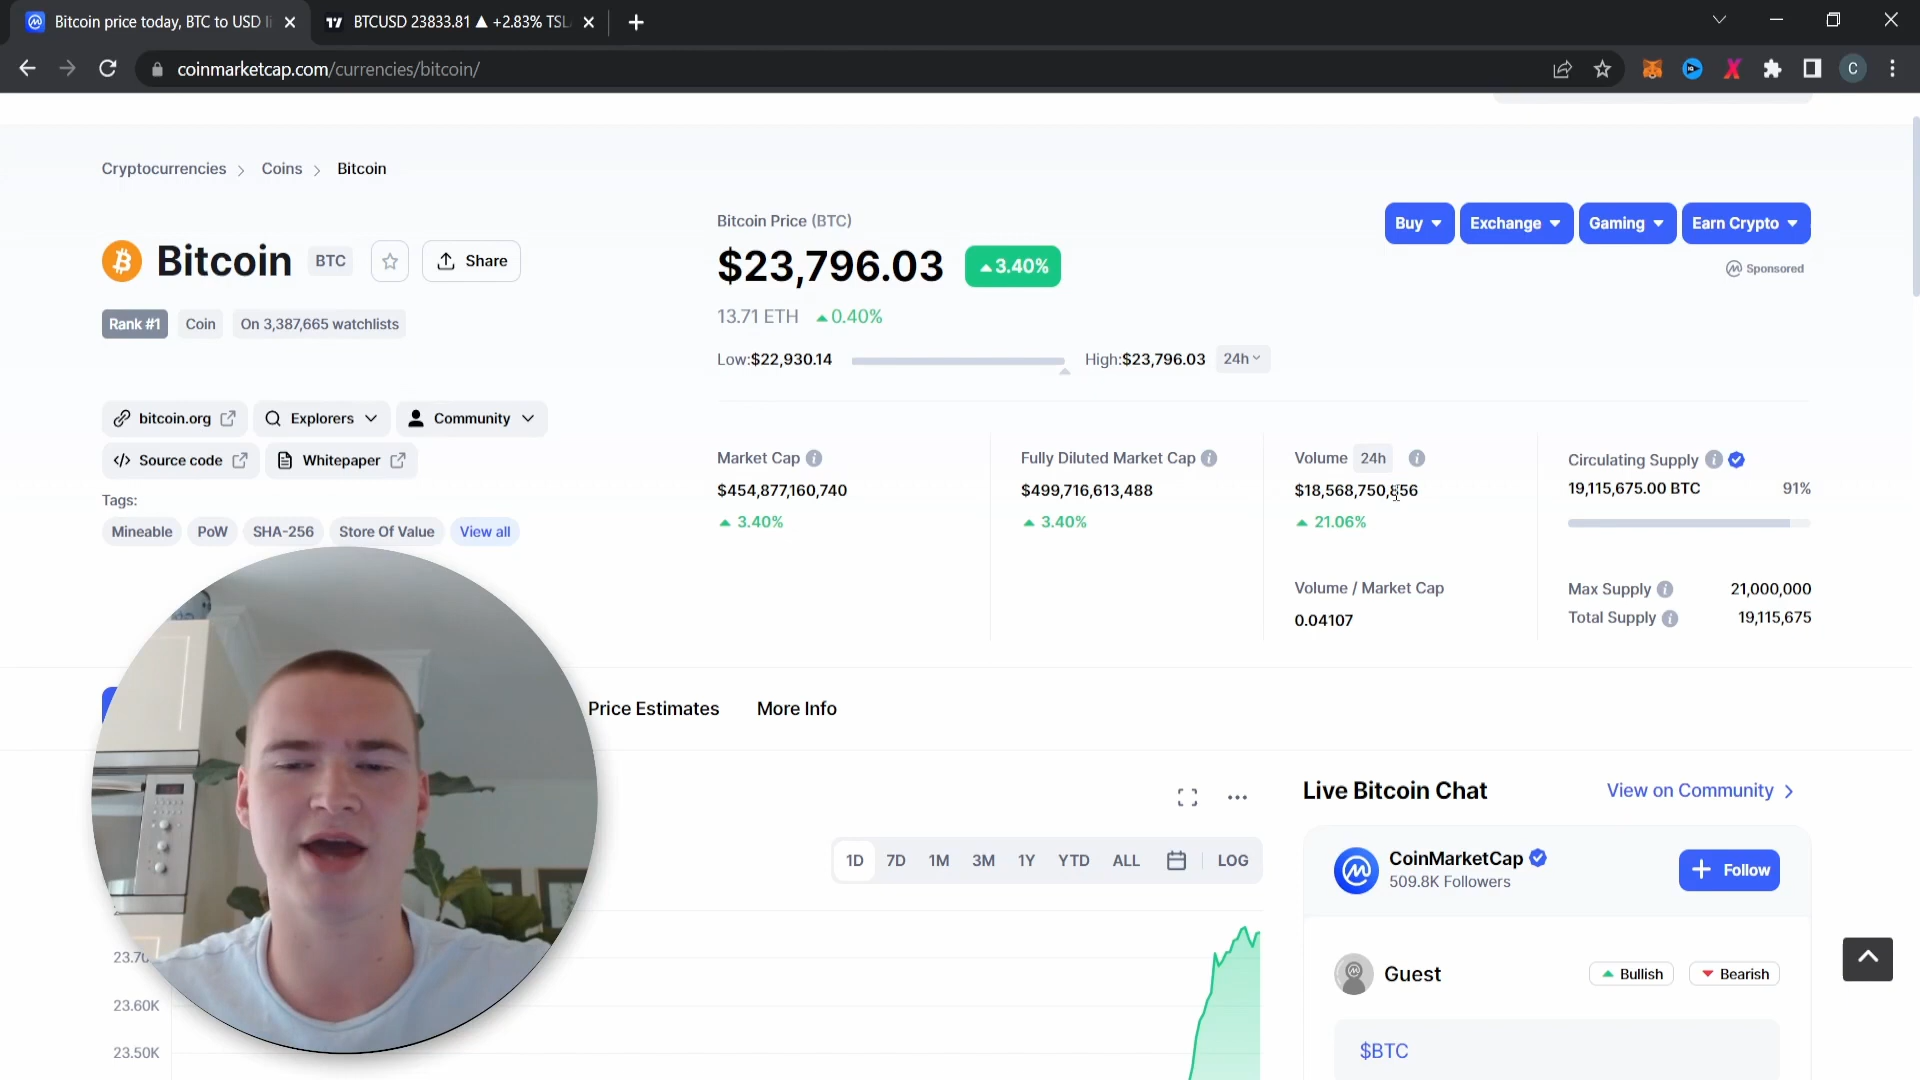 Bitcoin price today, BTC to USD li
BTCUSD 23833.81 ▲ +2.83% TSL
coinmarketcap.com/currencies/bitcoin/
C
Cryptocurrencies > Coins > Bitcoin
Bitcoin BTC Share
Rank #1 Coin On 3,387,665 watchlists
bitcoin.org Explorers Community
Source code Whitepaper
Tags:
Mineable PoW SHA-256 Store Of Value View all
Bitcoin Price (BTC)
$23,796.03 ▲3.40%
13.71 ETH ▲0.40%
Low:$22,930.14 High:$23,796.03 24h
Buy Exchange Gaming Earn Crypto
Sponsored
Market Cap
$454,877,160,740
▲ 3.40%
Fully Diluted Market Cap
$499,716,613,488
▲ 3.40%
Volume 24h
$18,568,750,856
▲ 21.06%
Volume / Market Cap
0.04107
Circulating Supply
19,115,675.00 BTC 91%
Max Supply 21,000,000
Total Supply 19,115,675
Price Estimates More Info
1D 7D 1M 3M 1Y YTD ALL LOG
23.60K
23.50K
Live Bitcoin Chat View on Community >
CoinMarketCap
509.8K Followers
+ Follow
Guest ▲ Bullish ▼ Bearish
$BTC